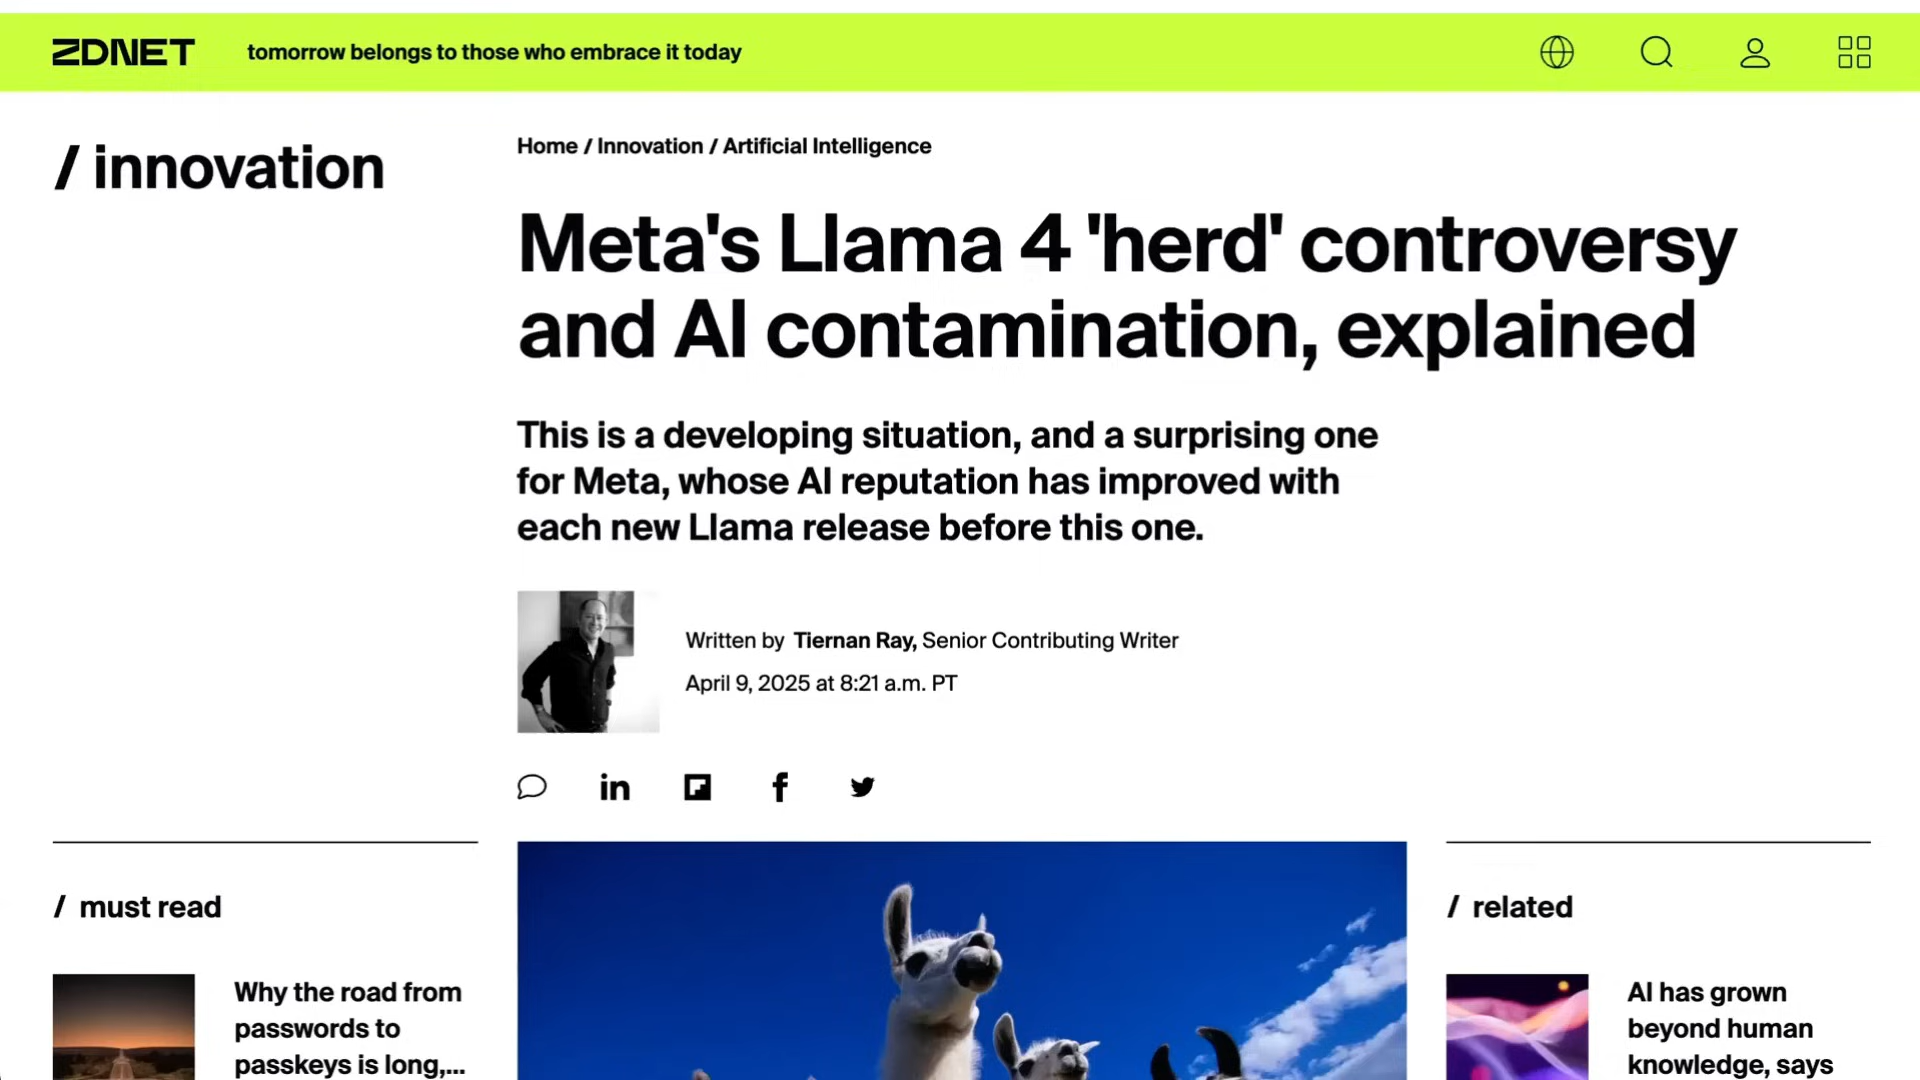 ZDNET
tomorrow belongs to those who embrace it today
/ innovation
Home / Innovation / Artificial Intelligence
Meta's Llama 4 'herd' controversy
and AI contamination, explained
This is a developing situation, and a surprising one
for Meta, whose AI reputation has improved with
each new Llama release before this one.
Written by Tiernan Ray, Senior Contributing Writer
April 9, 2025 at 8:21 a.m. PT
/ must read
Why the road from
passwords to
passkeys is long,...
/ related
AI has grown
beyond human
knowledge, says